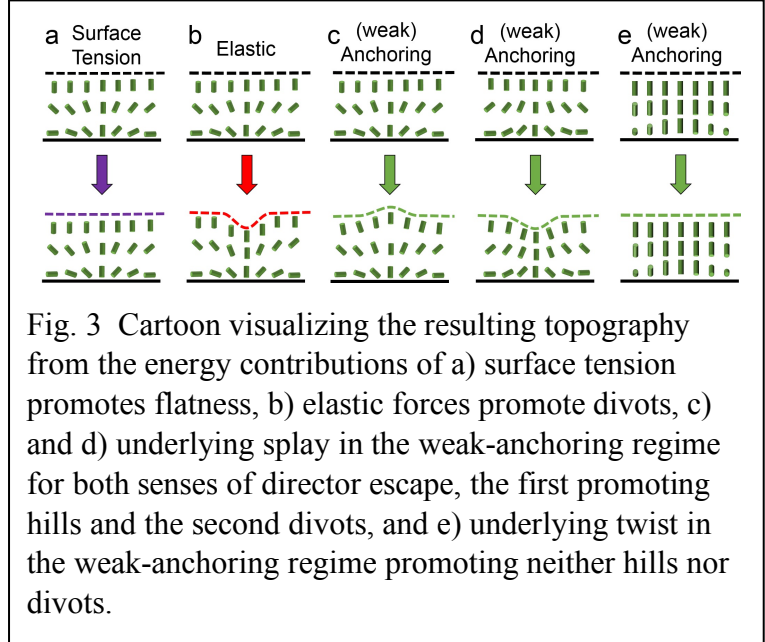 a Surface Tension
b Elastic
c (weak) Anchoring
d (weak) Anchoring
e (weak) Anchoring
Fig. 3 Cartoon visualizing the resulting topography
from the energy contributions of a) surface tension
promotes flatness, b) elastic forces promote divots, c)
and d) underlying splay in the weak-anchoring regime
for both senses of director escape, the first promoting
hills and the second divots, and e) underlying twist in
the weak-anchoring regime promoting neither hills nor
divots.